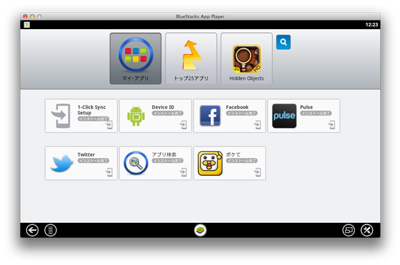 BlueStacks App Player
12:23
マイ・アプリ
トップ25アプリ
Hidden Objects
1-Click Sync
Setup
インストール完了
Device ID
インストール完了
Facebook
インストール完了
Pulse
インストール完了
pulse
Twitter
インストール完了
アプリ検索
インストール完了
ボケて
インストール完了